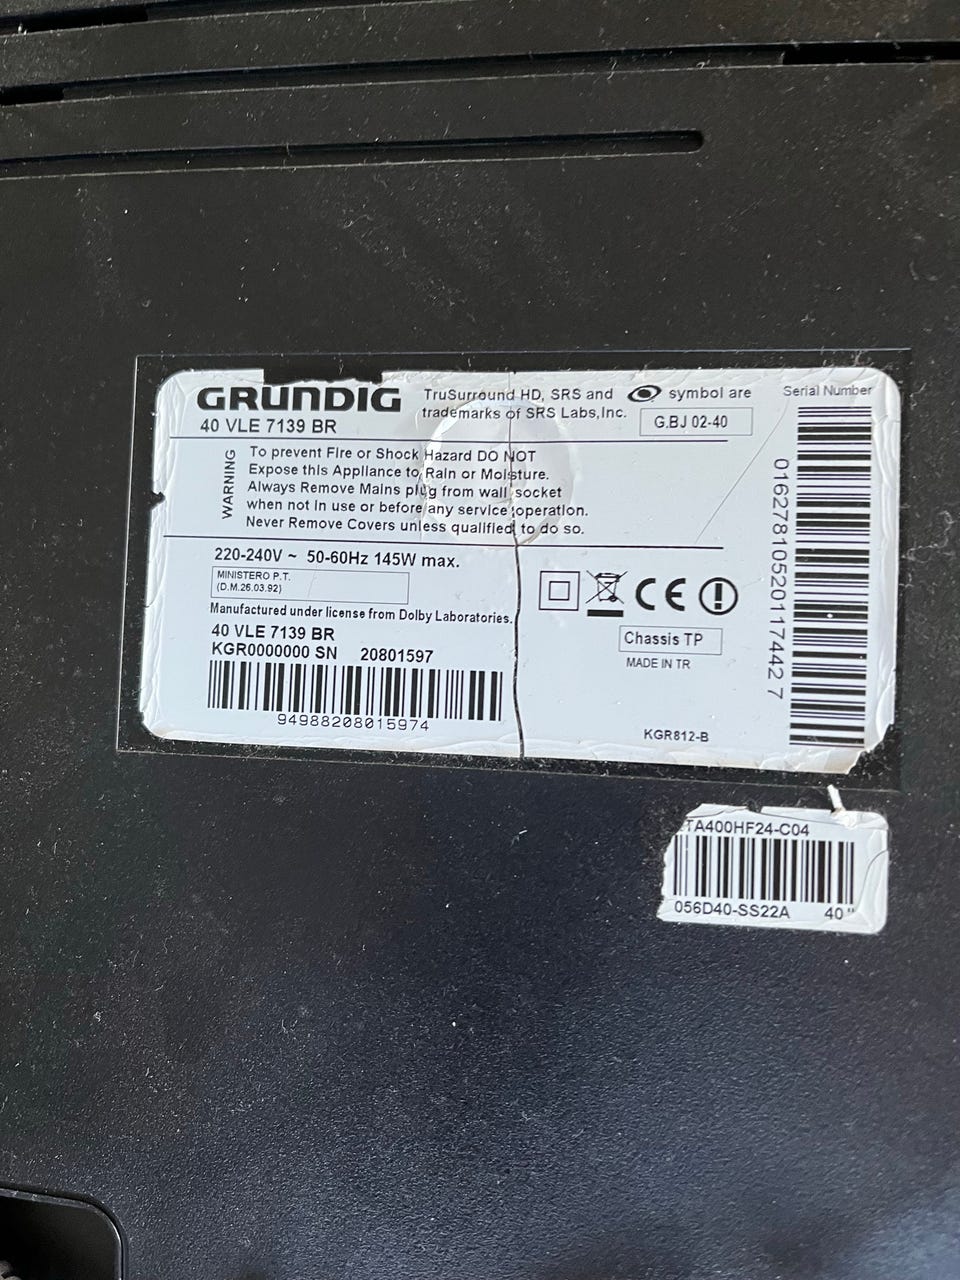 GRUNDIG
40 VLE 7139 BR
TruSurround HD, SRS and symbol are
trademarks of SRS Labs,Inc.
G.BJ 02-40
Serial Number
WARNING
To prevent Fire or Shock Hazard DO NOT
Expose this Appliance to Rain or Moisture.
Always Remove Mains plug from wall socket
when not in use or before any service operation.
Never Remove Covers unless qualified to do so.
220-240V ~ 50-60Hz 145W max.
MINISTERO P.T.
(D.M.26.03.92)
Manufactured under license from Dolby Laboratories.
40 VLE 7139 BR
KGR0000000 SN 20801597
94988208015974
CE
Chassis TP
MADE IN TR
KGR812-B
01627810520117442 7
TA400HF24-C04
056D40-SS22A 40"